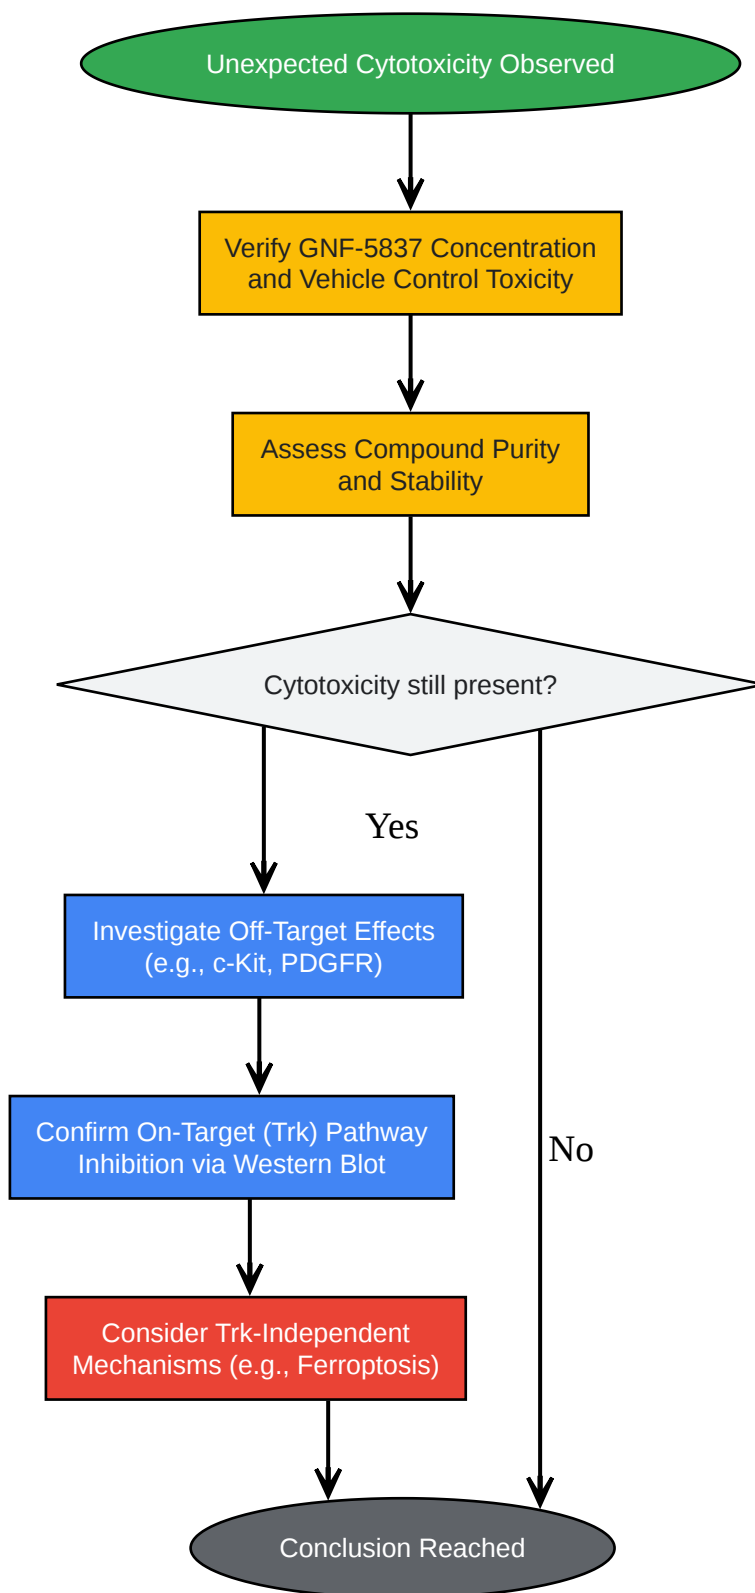 Unexpected Cytotoxicity Observed
Verify GNF-5837 Concentration
and Vehicle Control Toxicity
Assess Compound Purity
and Stability
Cytotoxicity still present?
Yes
Investigate Off-Target Effects
(e.g., c-Kit, PDGFR)
Confirm On-Target (Trk) Pathway
Inhibition via Western Blot
No
Consider Trk-Independent
Mechanisms (e.g., Ferroptosis)
Conclusion Reached